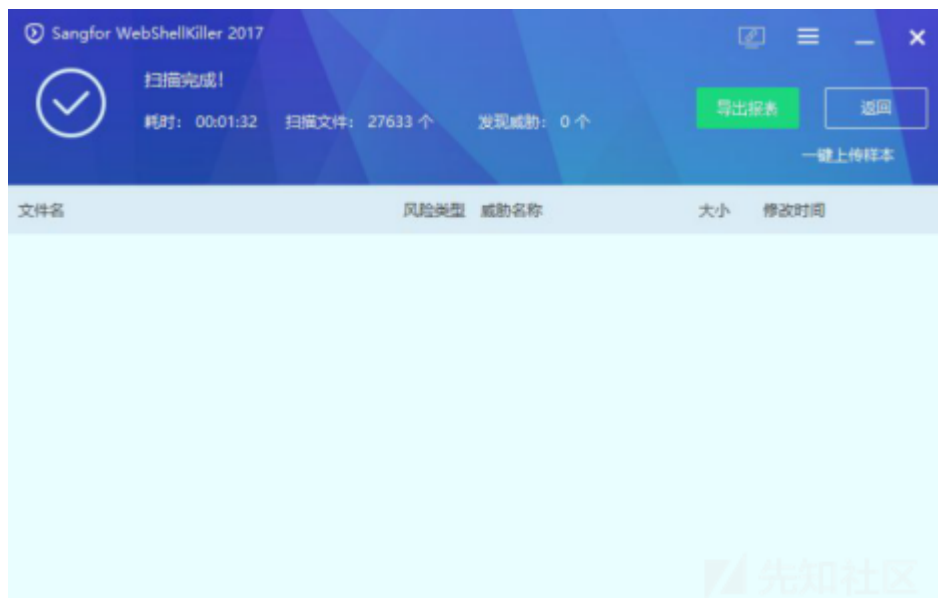 Sangfor WebShellKiller 2017
扫描完成!
耗时: 00:01:32 扫描文件: 27633 个 发现威胁: 0 个
导出报表 返回
一键上传样本
文件名 风险类型 威胁名称 大小 修改时间
先知社区